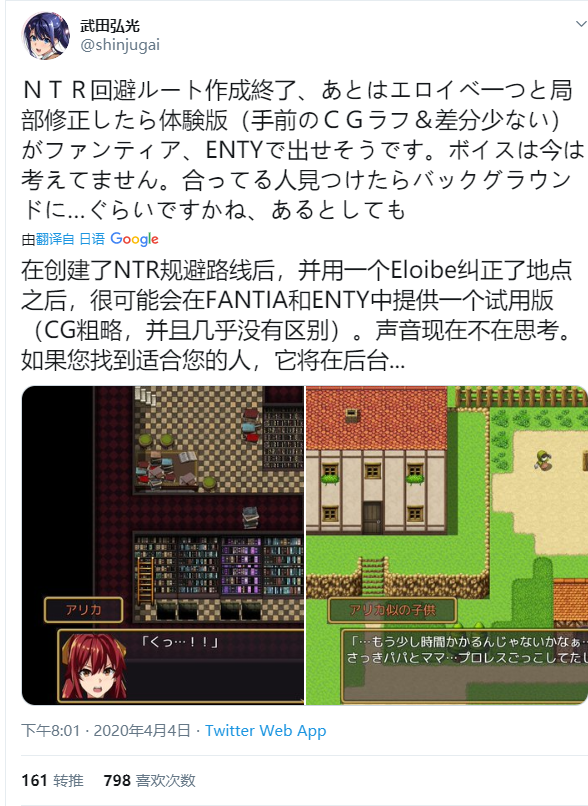 武田弘光
@shinjugai
ＮＴＲ回避ルート作成終了、あとはエロイベ一つと局
部修正したら体験版（手前のＣＧラフ＆差分少ない）
がファンティア、ENTYで出せそうです。ボイスは今は
考えてません。合ってる人見つけたらバックグラウン
ドに...ぐらいですかね、あるとしても
由翻译自 日语 Google
在创建了NTR规避路线后，并用一个Eloibe纠正了地点
之后，很可能会在FANTIA和ENTY中提供一个试用版
（CG粗略，并且几乎没有区别）。声音现在不在思考。
如果您找到适合您的人，它将在后台...
アリカ
「くっ…！！」
アリカ似の子供
「…もう少し時間かかるんじゃないかなぁ…
さっきパパとママ…プロレスごっこしてたし
下午8:01 · 2020年4月4日 · Twitter Web App
161 转推 798 喜欢次数